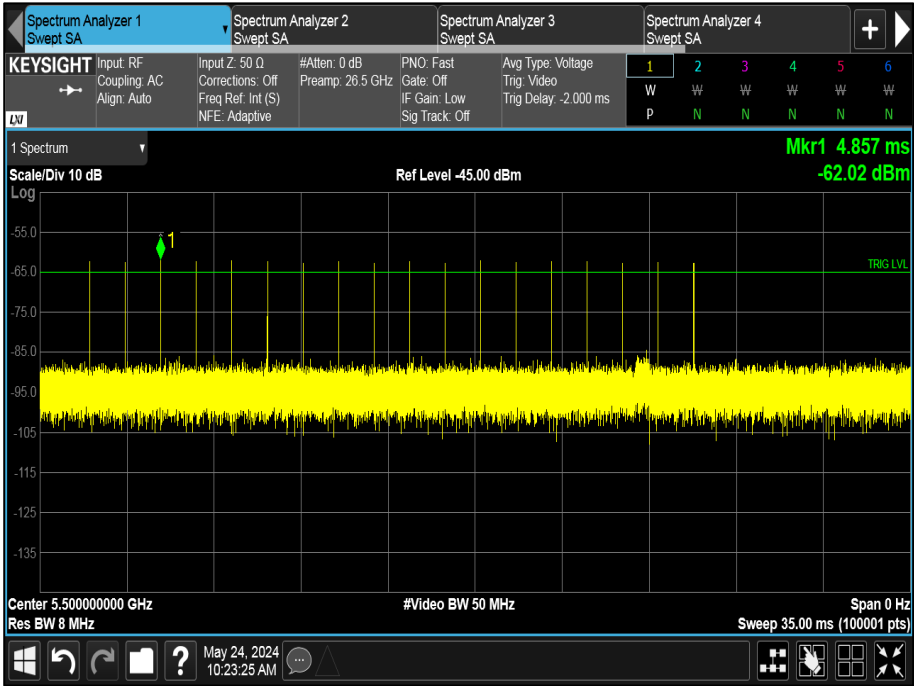 Spectrum Analyzer 1
Swept SA
Spectrum Analyzer 2
Swept SA
Spectrum Analyzer 3
Swept SA
Spectrum Analyzer 4
Swept SA
+
KEYSIGHT
LXI
Input: RF
Coupling: AC
Align: Auto
Input Z: 50 Ω
Corrections: Off
Freq Ref: Int (S)
NFE: Adaptive
#Atten: 0 dB
Preamp: 26.5 GHz
PNO: Fast
Gate: Off
IF Gain: Low
Sig Track: Off
Avg Type: Voltage
Trig: Video
Trig Delay: -2.000 ms
1 2 3 4 5 6
W W W W W W
P N N N N N
1 Spectrum
Mkr1 4.857 ms
Scale/Div 10 dB
Ref Level -45.00 dBm
-62.02 dBm
Log
-55.0
1
-65.0
TRIG LVL
-75.0
-85.0
-95.0
-105
-115
-125
-135
Center 5.500000000 GHz
#Video BW 50 MHz
Span 0 Hz
Res BW 8 MHz
Sweep 35.00 ms (100001 pts)
?
May 24, 2024
10:23:25 AM